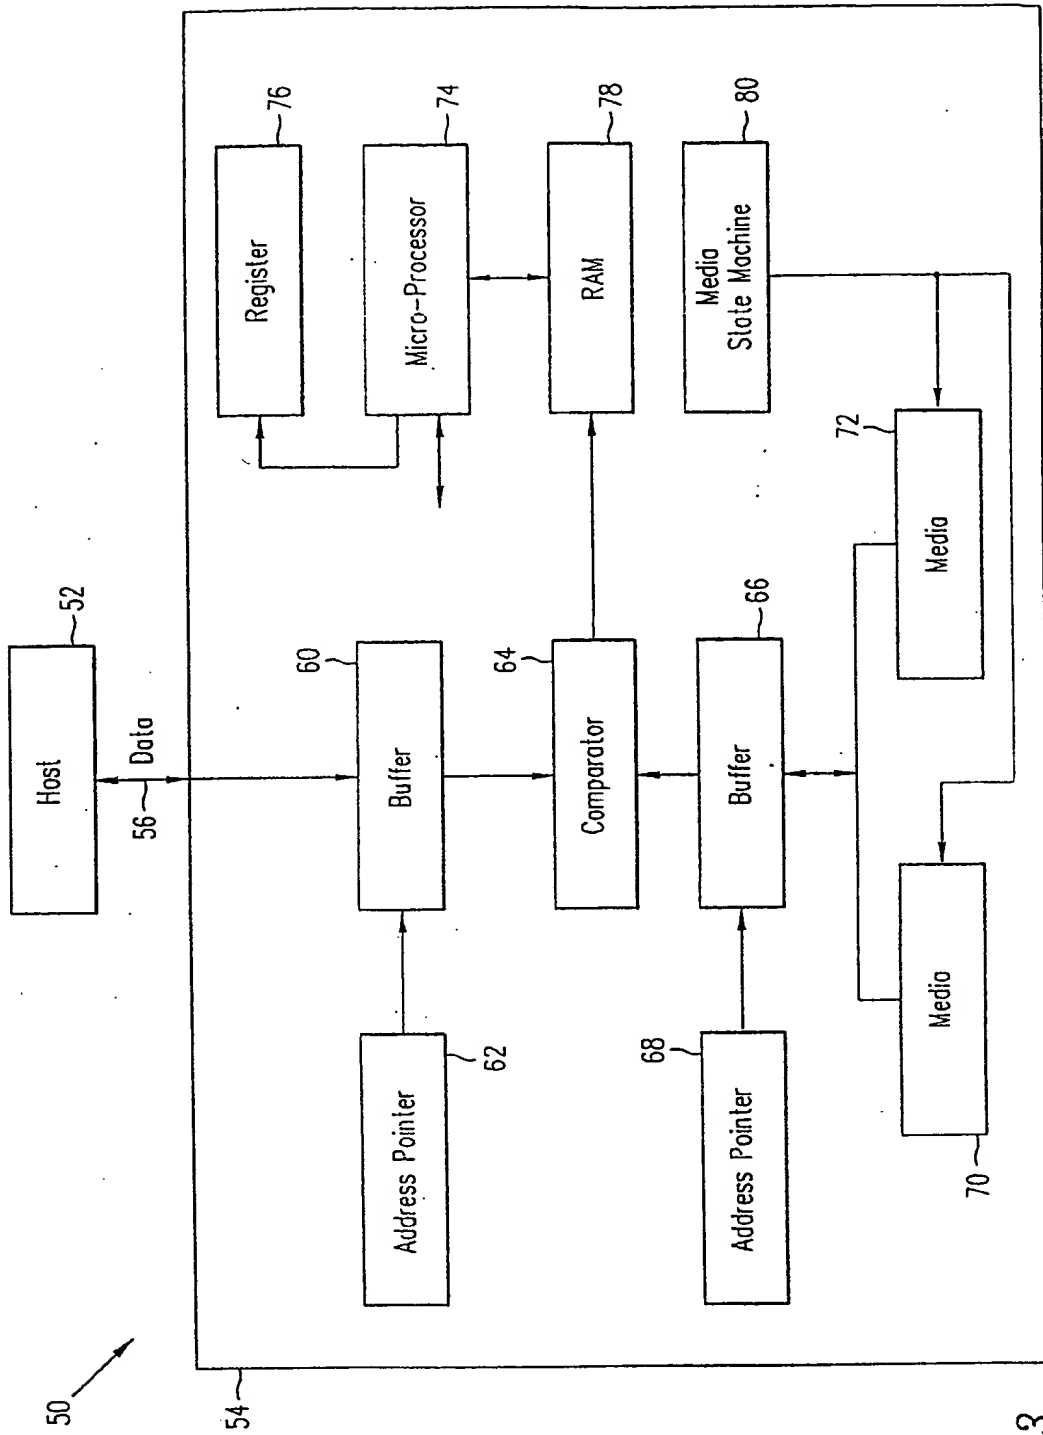 50
Host
52
56
Data
54
Register
76
Buffer
60
Micro-Processor
74
Address Pointer
62
Comparator
64
RAM
78
Buffer
66
Media
State Machine
80
Address Pointer
68
Media
72
Media
70
3